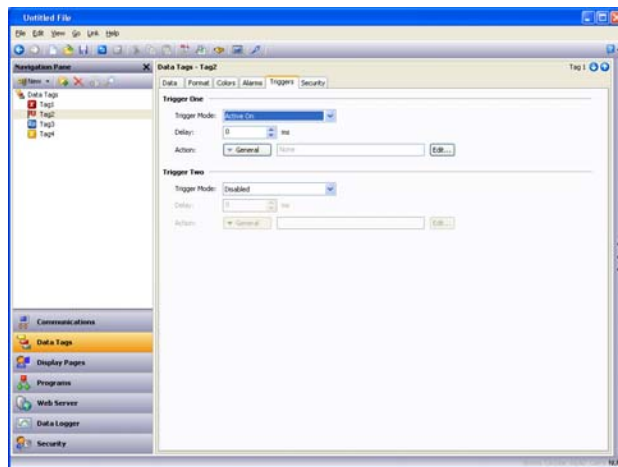 Untitled File
File Edit View Go Link Help
Navigation Pane
Data Tags - Tag2
Tag 1
New
Data Tags
Tag1
Tag2
Tag3
Tag4
Data Format Colors Alarms Triggers Security
Trigger One
Trigger Mode: Active On
Delay: 0 ms
Action: General None Edit...
Trigger Two
Trigger Mode: Disabled
Delay: 0 ms
Action: General Edit...
Communications
Data Tags
Display Pages
Programs
Web Server
Data Logger
Security